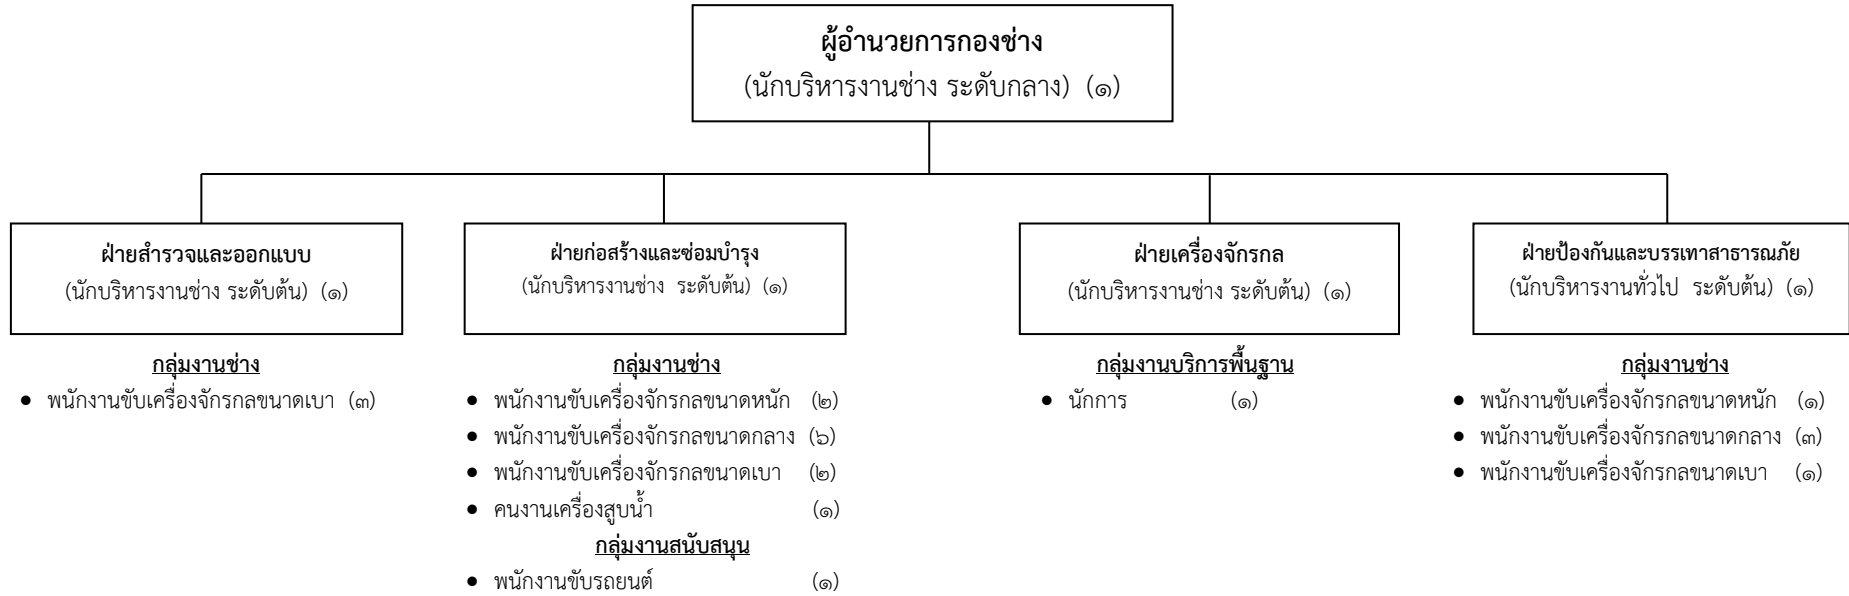 ผู้อำนวยการกองช่าง
(นักบริหารงานช่าง ระดับกลาง) (๑)
ฝ่ายสำรวจและออกแบบ
(นักบริหารงานช่าง ระดับต้น) (๑)
กลุ่มงานช่าง
• พนักงานขับเครื่องจักรกลขนาดเบา (๓)
ฝ่ายก่อสร้างและซ่อมบำรุง
(นักบริหารงานช่าง ระดับต้น) (๑)
กลุ่มงานช่าง
• พนักงานขับเครื่องจักรกลขนาดหนัก (๒)
• พนักงานขับเครื่องจักรกลขนาดกลาง (๖)
• พนักงานขับเครื่องจักรกลขนาดเบา (๒)
• คนงานเครื่องสูบน้ำ (๑)
กลุ่มงานสนับสนุน
• พนักงานขับรถยนต์ (๑)
ฝ่ายเครื่องจักรกล
(นักบริหารงานช่าง ระดับต้น) (๑)
กลุ่มงานบริการพื้นฐาน
• นักการ (๑)
ฝ่ายป้องกันและบรรเทาสาธารณภัย
(นักบริหารงานทั่วไป ระดับต้น) (๑)
กลุ่มงานช่าง
• พนักงานขับเครื่องจักรกลขนาดหนัก (๑)
• พนักงานขับเครื่องจักรกลขนาดกลาง (๓)
• พนักงานขับเครื่องจักรกลขนาดเบา (๑)